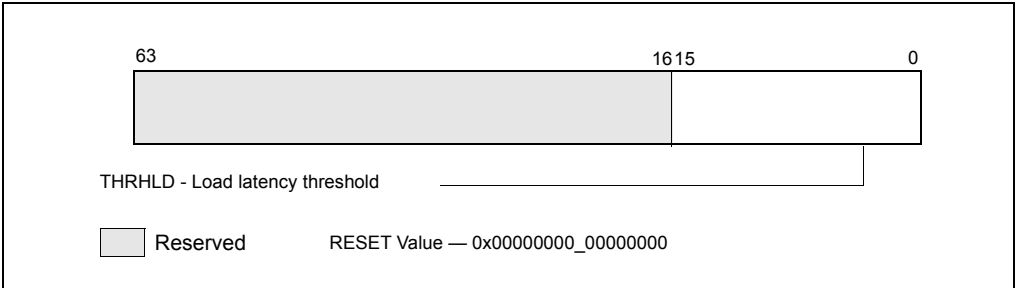 63 1615 0
THRHLD - Load latency threshold
Reserved RESET Value — 0x00000000_00000000